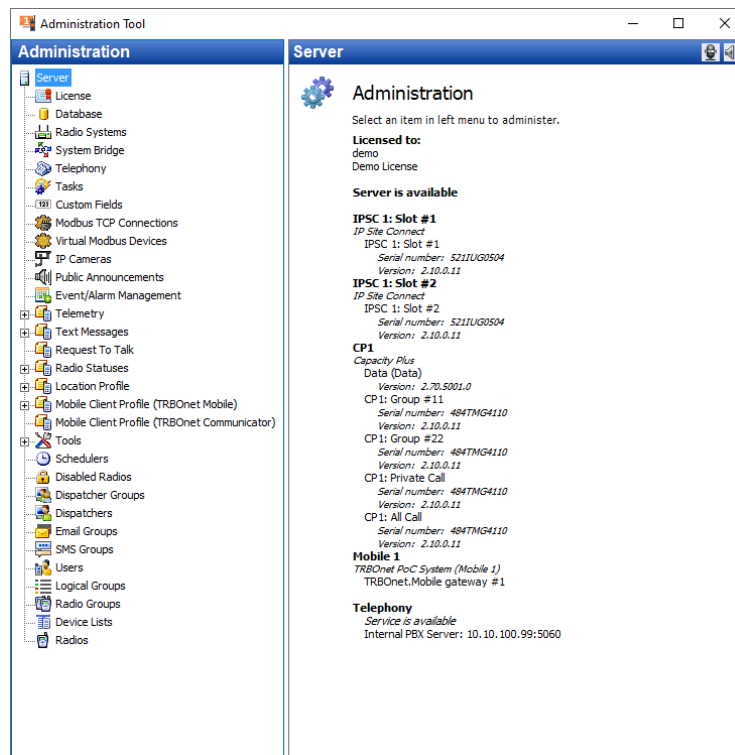 Administration Tool
Administration
Server
License
Database
Radio Systems
System Bridge
Telephony
Tasks
Custom Fields
Modbus TCP Connections
Virtual Modbus Devices
IP Cameras
Public Announcements
Event/Alarm Management
Telemetry
Text Messages
Request To Talk
Radio Statuses
Location Profile
Mobile Client Profile (TRBOnet Mobile)
Mobile Client Profile (TRBOnet Communicator)
Tools
Schedulers
Disabled Radios
Dispatcher Groups
Dispatchers
Email Groups
SMS Groups
Users
Logical Groups
Radio Groups
Device Lists
Radios
Server
Administration
Select an item in left menu to administer.
Licensed to:
demo
Demo License
Server is available
IPSC 1: Slot #1
IP Site Connect
IPSC 1: Slot #1
Serial number: 521IUG0504
Version: 2.10.0.11
IPSC 1: Slot #2
IP Site Connect
IPSC 1: Slot #2
Serial number: 521IUG0504
Version: 2.10.0.11
CP1
Capacity Plus
Data (Data)
Version: 2.70.5001.0
CP1: Group #11
Serial number: 484TMG4110
Version: 2.10.0.11
CP1: Group #22
Serial number: 484TMG4110
Version: 2.10.0.11
CP1: Private Call
Serial number: 484TMG4110
Version: 2.10.0.11
CP1: All Call
Serial number: 484TMG4110
Version: 2.10.0.11
Mobile 1
TRBOnet PoC System (Mobile 1)
TRBOnet.Mobile gateway #1
Telephony
Service is available
Internal PBX Server: 10.10.100.99:5060